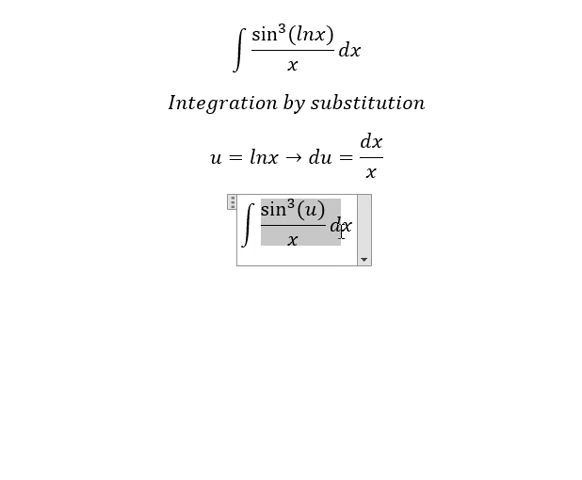 ∫ sin³(lnx)/x dx
Integration by substitution
u = lnx → du = dx/x
∫ sin³(u)/x dx